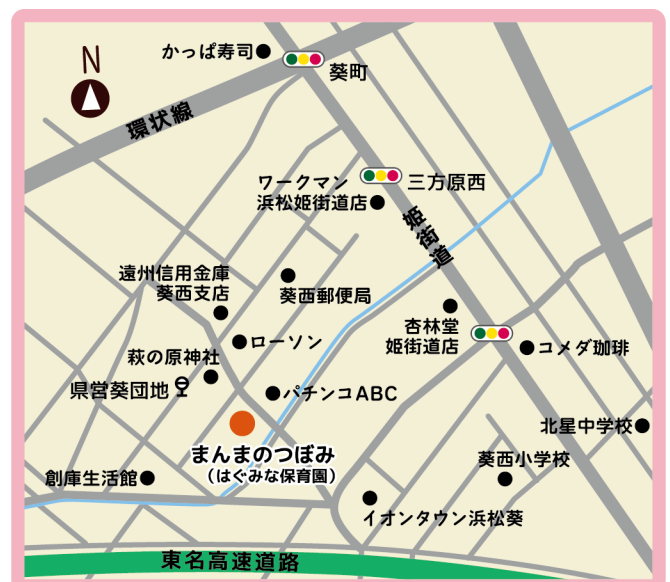 かっぱ寿司
N
葵町
環状線
三方原西
ワークマン
浜松姫街道店
姫街道
遠州信用金庫
葵西支店
葵西郵便局
杏林堂
姫街道店
ローソン
コメダ珈琲
萩の原神社
県営葵団地
パチンコABC
北星中学校
まんまのつぼみ
(はぐみな保育園)
葵西小学校
創庫生活館
イオンタウン浜松葵
東名高速道路